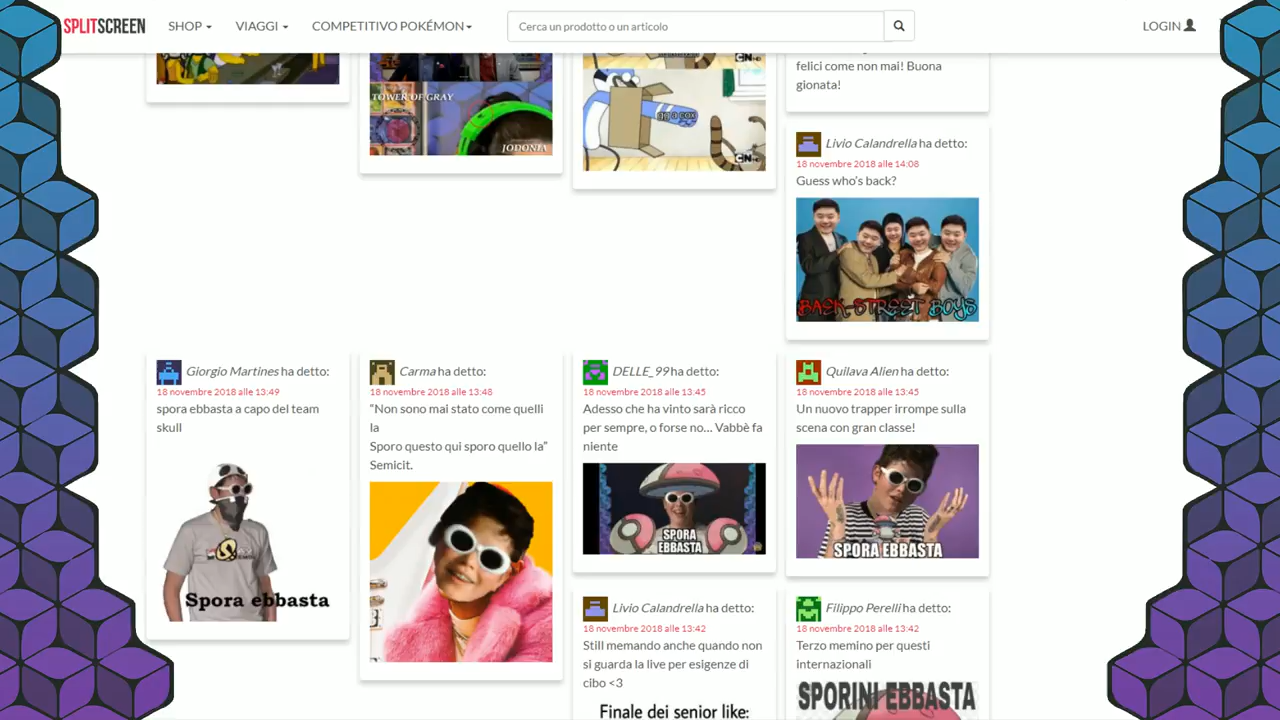 SPLITSCREEN
SHOP
VIAGGI
COMPETITIVO POKÉMON
Cerca un prodotto o un articolo
LOGIN
TOWER OF GRAY
JODONIA
CN
CN
felici come non mai! Buona
gionata!
Livio Calandrella ha detto:
18 novembre 2018 alle 14:08
Guess who's back?
BAEK-STREET BOYS
Giorgio Martines ha detto:
18 novembre 2018 alle 13:49
spora ebbasta a capo del team
skull
Spora ebbasta
Carma ha detto:
18 novembre 2018 alle 13:48
“Non sono mai stato come quelli
la
Sporo questo qui sporo quello la”
Semicit.
DELLE_99 ha detto:
18 novembre 2018 alle 13:45
Adesso che ha vinto sarà ricco
per sempre, o forse no... Vabbè fa
niente
SPORA
EBBASTA
Quilava Alien ha detto:
18 novembre 2018 alle 13:45
Un nuovo trapper irrompe sulla
scena con gran classe!
SPORA EBBASTA
Livio Calandrella ha detto:
18 novembre 2018 alle 13:42
Still memando anche quando non
si guarda la live per esigenze di
cibo <3
Finale dei senior like:
Filippo Perelli ha detto:
18 novembre 2018 alle 13:42
Terzo memino per questi
internazionali
SPORINI EBBASTA